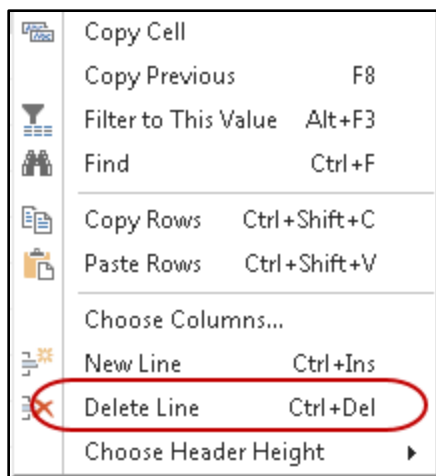 Copy Cell
Copy Previous F8
Filter to This Value Alt+F3
Find Ctrl+F
Copy Rows Ctrl+Shift+C
Paste Rows Ctrl+Shift+V
Choose Columns...
New Line Ctrl+Ins
Delete Line Ctrl+Del
Choose Header Height